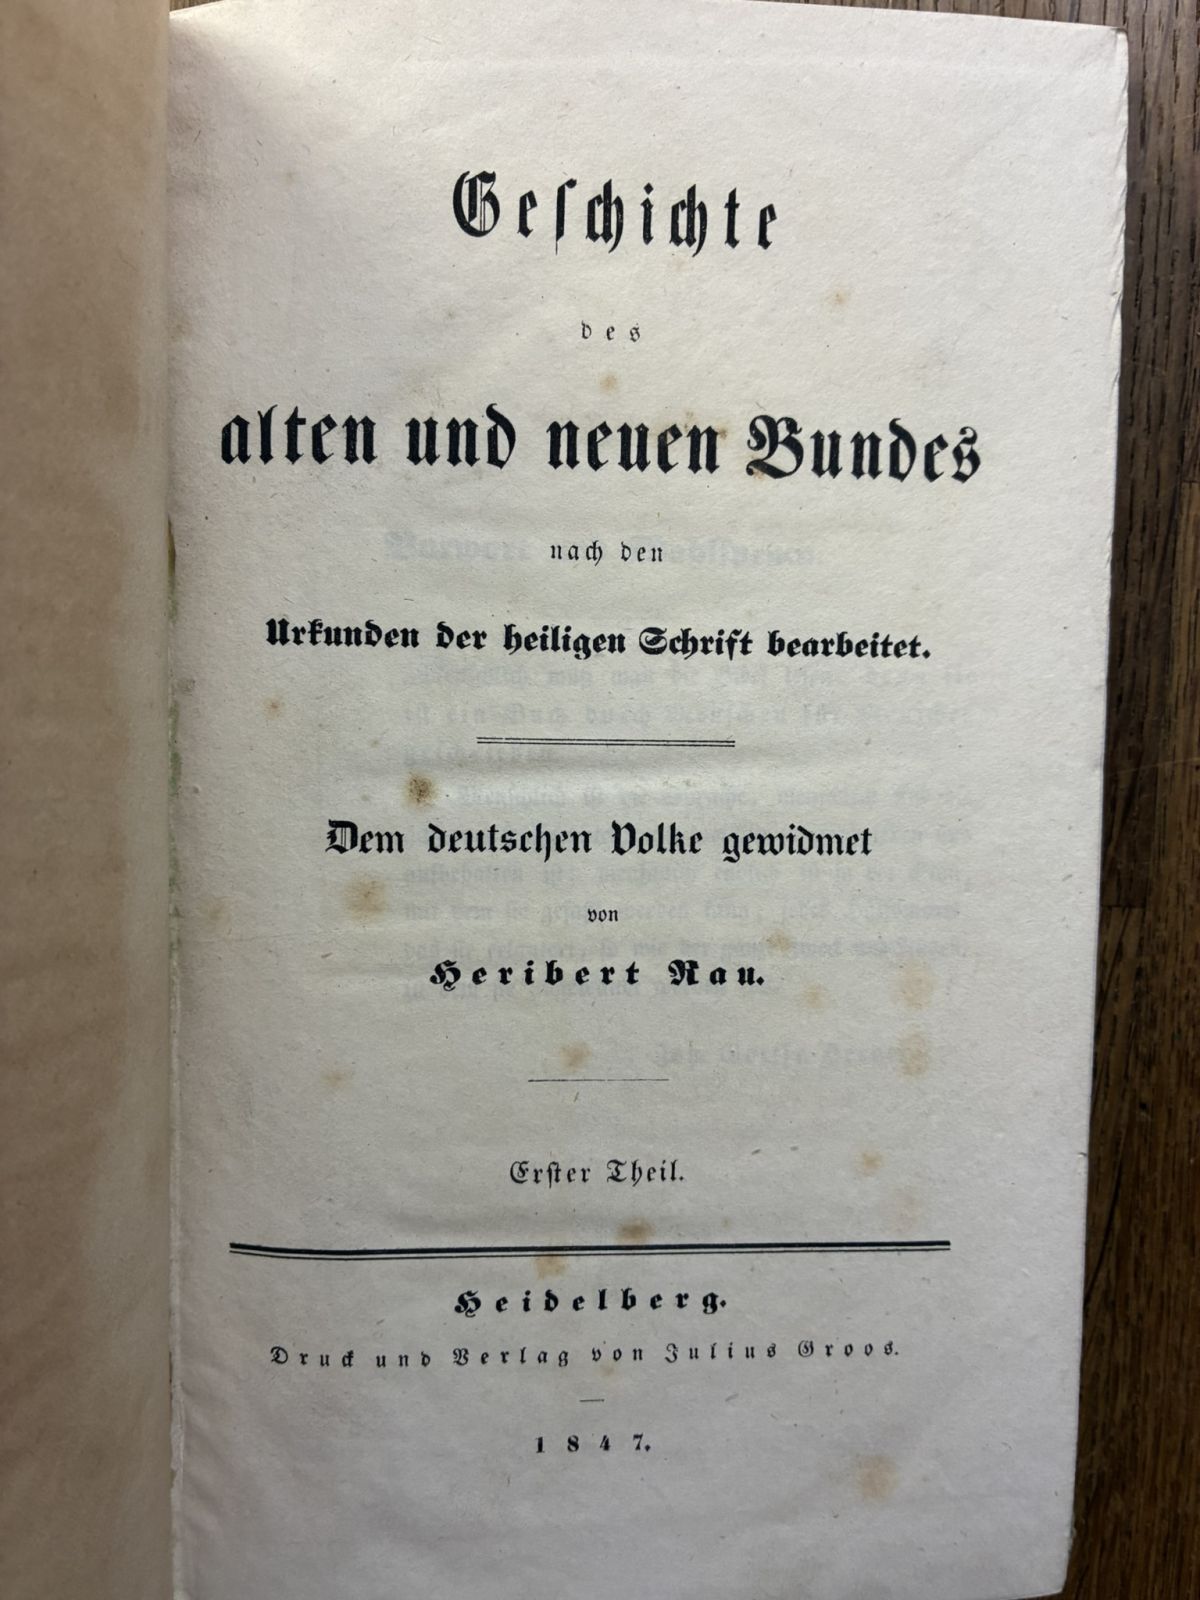 Geschichte
des
alten und neuen Bundes
nach den
Urkunden der heiligen Schrift bearbeitet.
Dem deutschen Volke gewidmet
von
Heribert Rau.
Erster Theil.
Heidelberg.
Druck und Verlag von Julius Groos.
1847.